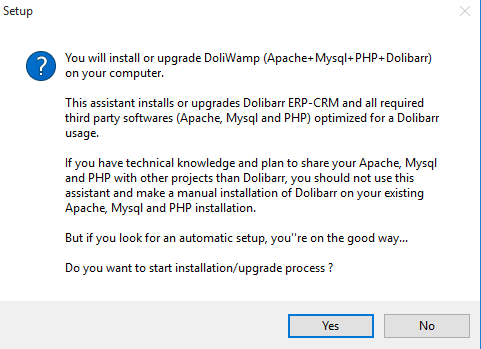 Setup
You will install or upgrade DoliWamp (Apache+Mysql+PHP+Dolibarr)
on your computer.
This assistant installs or upgrades Dolibarr ERP-CRM and all required
third party softwares (Apache, Mysql and PHP) optimized for a Dolibarr
usage.
If you have technical knowledge and plan to share your Apache, Mysql
and PHP with other projects than Dolibarr, you should not use this
assistant and make a manual installation of Dolibarr on your existing
Apache, Mysql and PHP installation.
But if you look for an automatic setup, you''re on the good way...
Do you want to start installation/upgrade process ?
Yes No